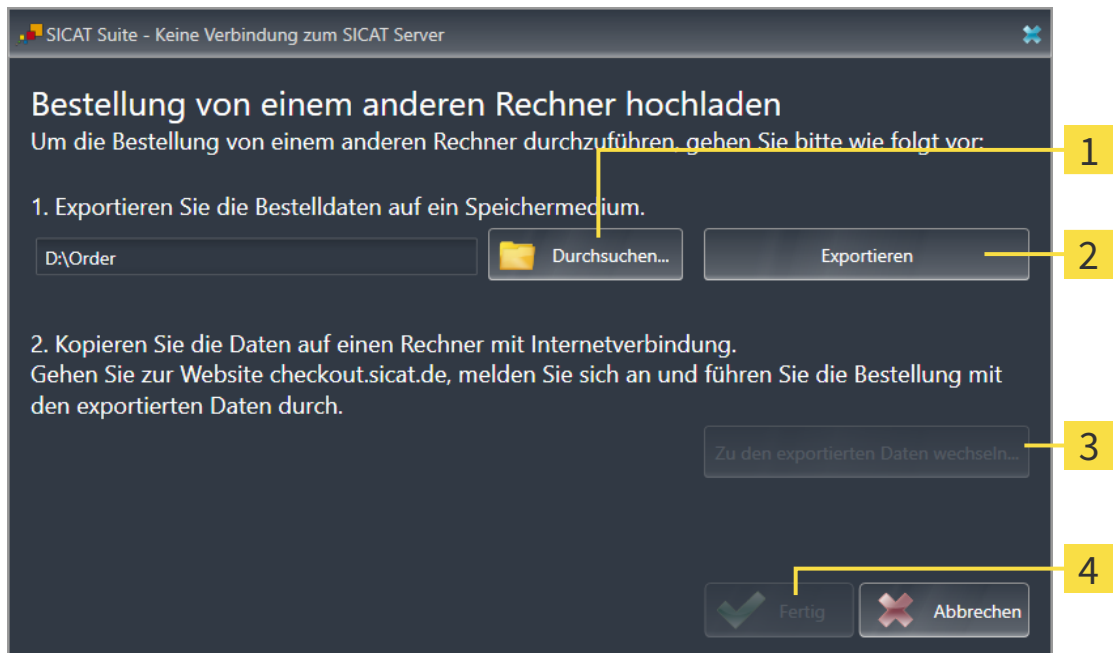 SICAT Suite - Keine Verbindung zum SICAT Server
Bestellung von einem anderen Rechner hochladen
Um die Bestellung von einem anderen Rechner durchzuführen, gehen Sie bitte wie folgt vor:
1
1. Exportieren Sie die Bestelldaten auf ein Speichermedium.
D:\Order
Durchsuchen...
Exportieren
2
2. Kopieren Sie die Daten auf einen Rechner mit Internetverbindung.
Gehen Sie zur Website checkout.sicat.de, melden Sie sich an und führen Sie die Bestellung mit
den exportierten Daten durch.
Zu den exportierten Daten wechseln...
3
4
Fertig
Abbrechen